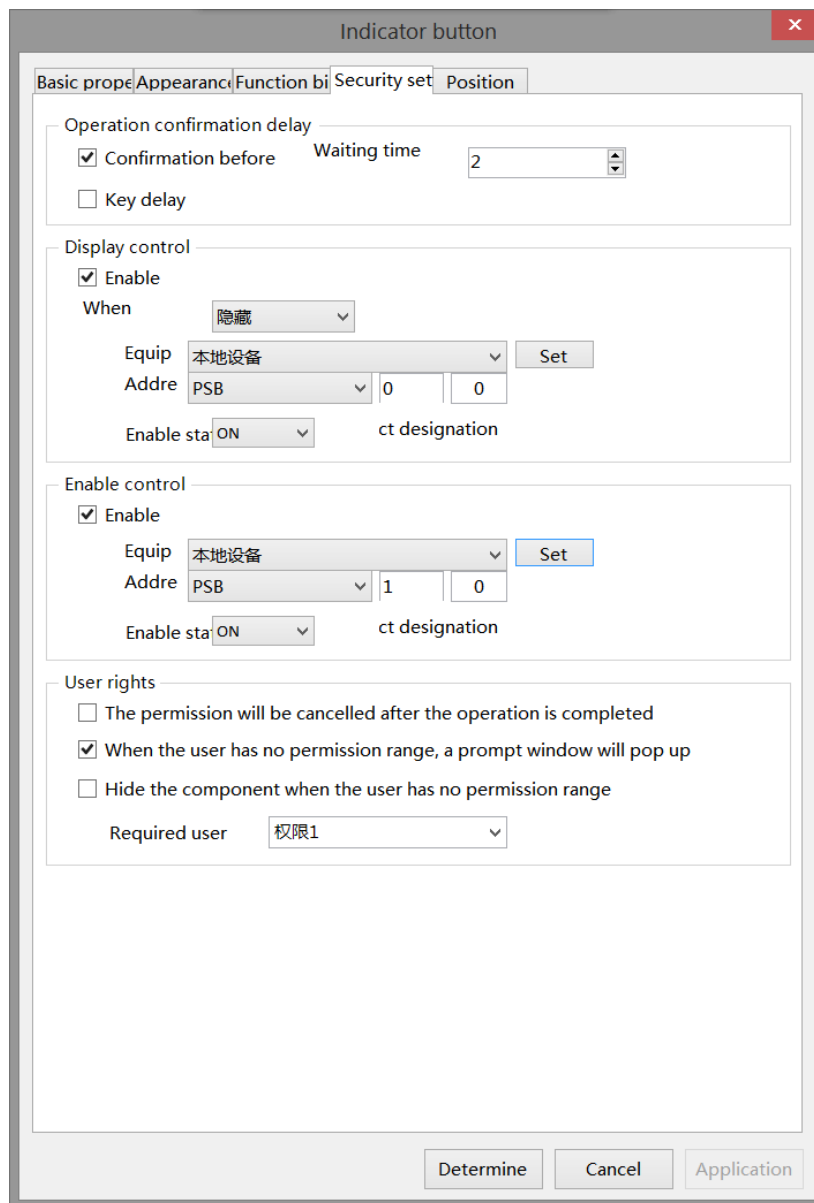 Indicator button
Basic prope Appearanc Function bi Security set Position
Operation confirmation delay
Confirmation before Waiting time 2
Key delay
Display control
Enable
When 隐藏
Equip 本地设备 Set
Addre PSB 0 0
Enable sta ON ct designation
Enable control
Enable
Equip 本地设备 Set
Addre PSB 1 0
Enable sta ON ct designation
User rights
The permission will be cancelled after the operation is completed
When the user has no permission range, a prompt window will pop up
Hide the component when the user has no permission range
Required user 权限1
Determine Cancel Application